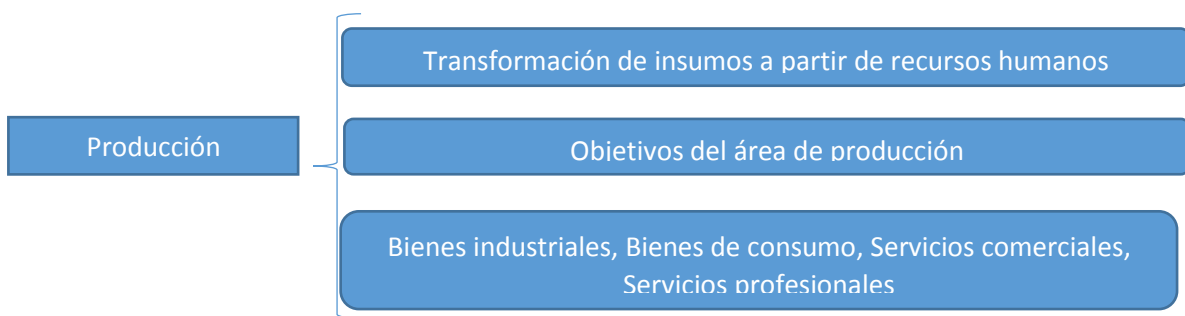 Transformación de insumos a partir de recursos humanos
Producción
Objetivos del área de producción
Bienes industriales, Bienes de consumo, Servicios comerciales,
Servicios profesionales